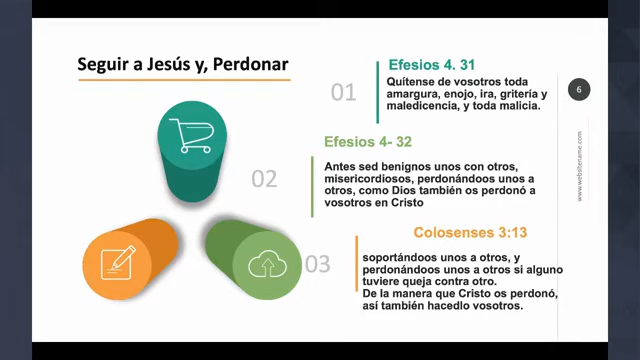 Seguir a Jesús y, Perdonar
01
Efesios 4. 31
Quítense de vosotros toda
amargura, enojo, ira, gritería y
maledicencia, y toda malicia.
6
www.websitename.com
02
Efesios 4- 32
Antes sed benignos unos con otros,
misericordiosos, perdonándoos unos a
otros, como Dios también os perdonó a
vosotros en Cristo
03
Colosenses 3:13
soportándoos unos a otros, y
perdonándoos unos a otros si alguno
tuviere queja contra otro.
De la manera que Cristo os perdonó,
así también hacedlo vosotros.